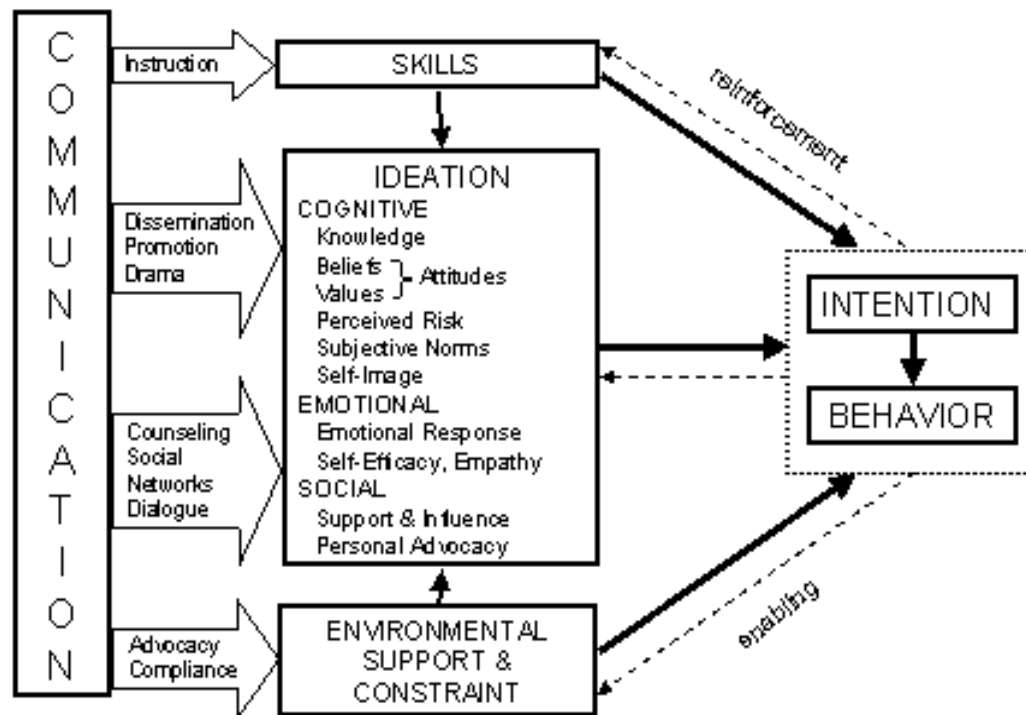 COMMUNICATION
Instruction
SKILLS
reinforcement
Dissemination
Promotion
Drama
IDEATION
COGNITIVE
Knowledge
Beliefs
Values
Attitudes
Perceived Risk
Subjective Norms
Self-Image
EMOTIONAL
Emotional Response
Self-Efficacy, Empathy
SOCIAL
Support & Influence
Personal Advocacy
Counseling
Social
Networks
Dialogue
INTENTION
BEHAVIOR
Advocacy
Compliance
ENVIRONMENTAL
SUPPORT &
CONSTRAINT
enabling